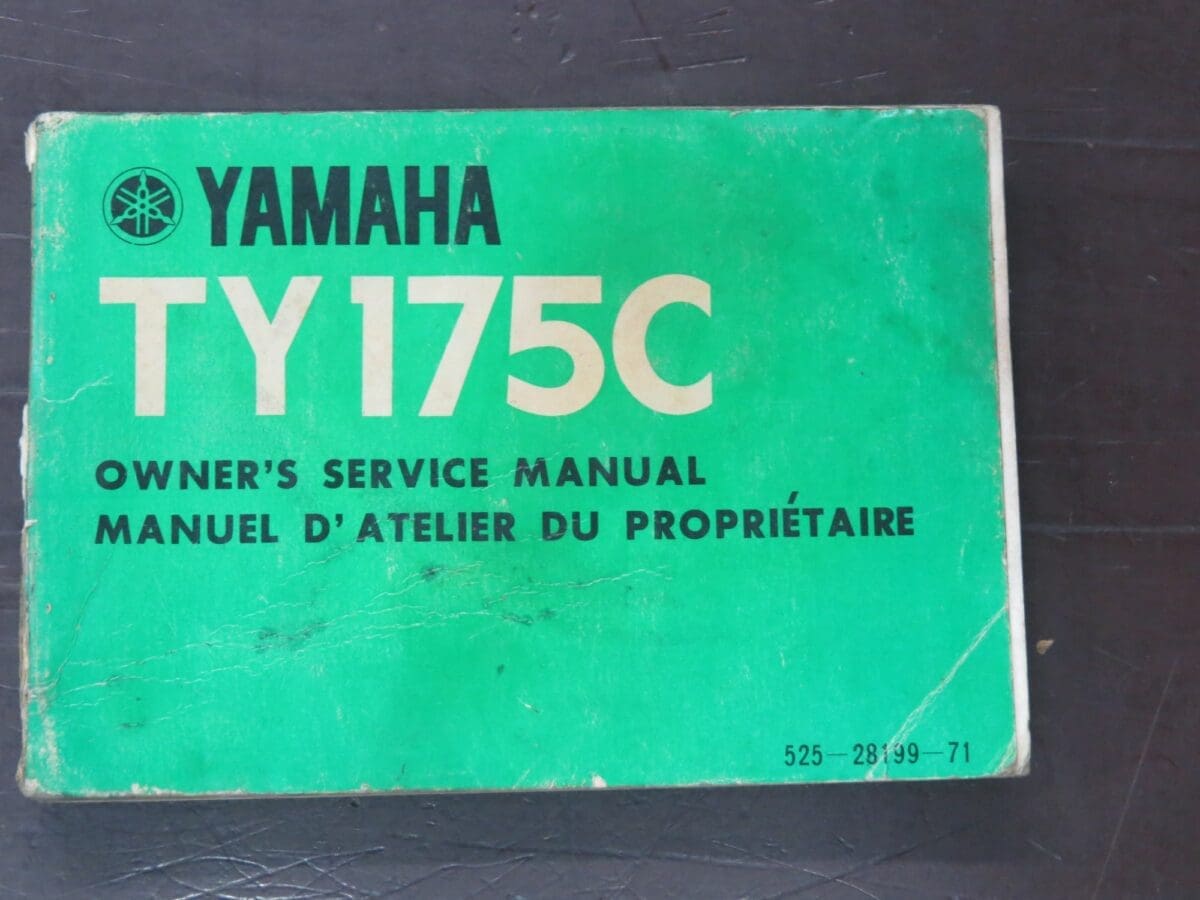 YAMAHA
TY175C
OWNER'S SERVICE MANUAL
MANUEL D'ATELIER DU PROPRIÉTAIRE
525-28199-71